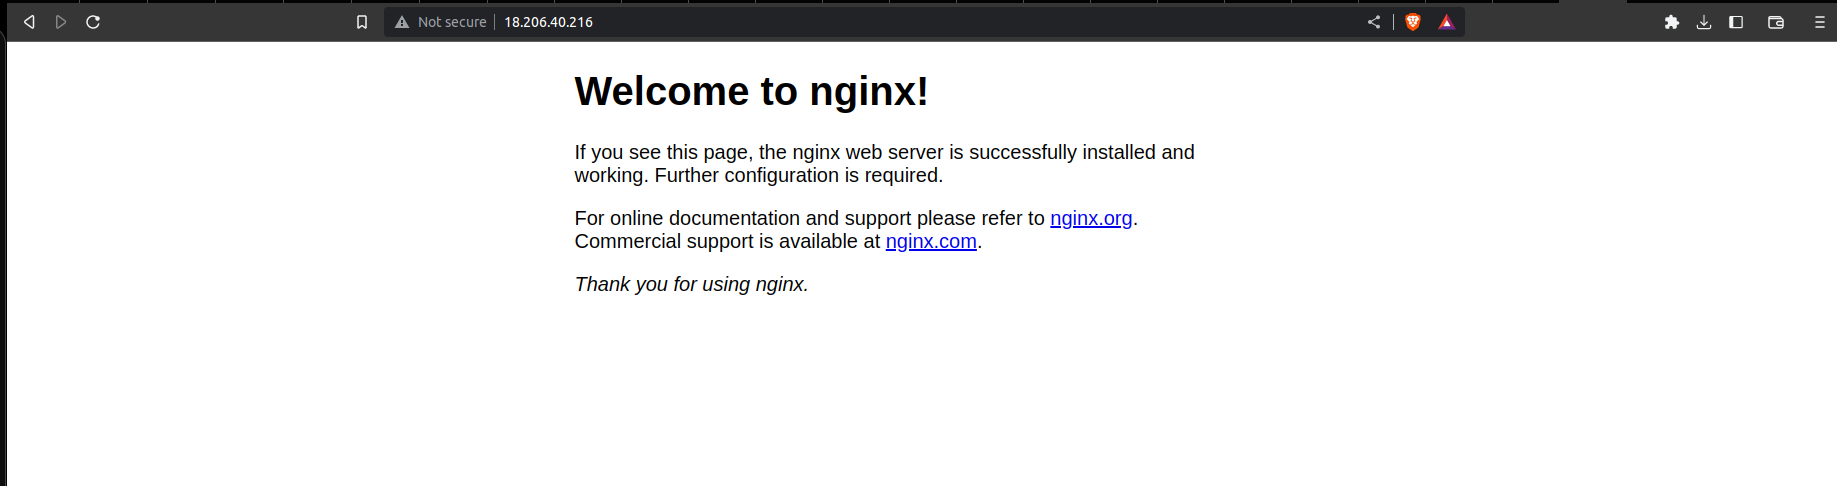 Not secure 18.206.40.216
Welcome to nginx!
If you see this page, the nginx web server is successfully installed and
working. Further configuration is required.
For online documentation and support please refer to nginx.org.
Commercial support is available at nginx.com.
Thank you for using nginx.